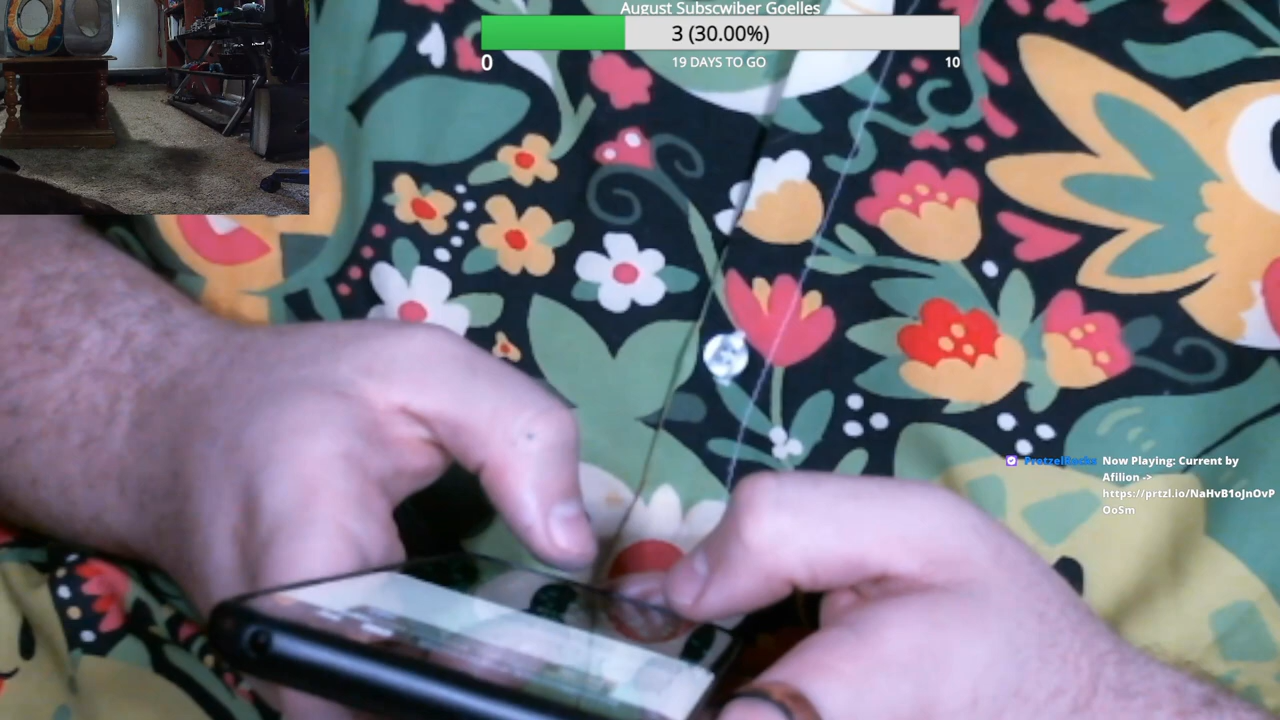 August Subscwiber Goelles
3 (30.00%)
0 19 DAYS TO GO 10
PretzelRocks Now Playing: Current by
Afilion ->
https://prtzl.io/NaHvB1oJnOvP
OoSm